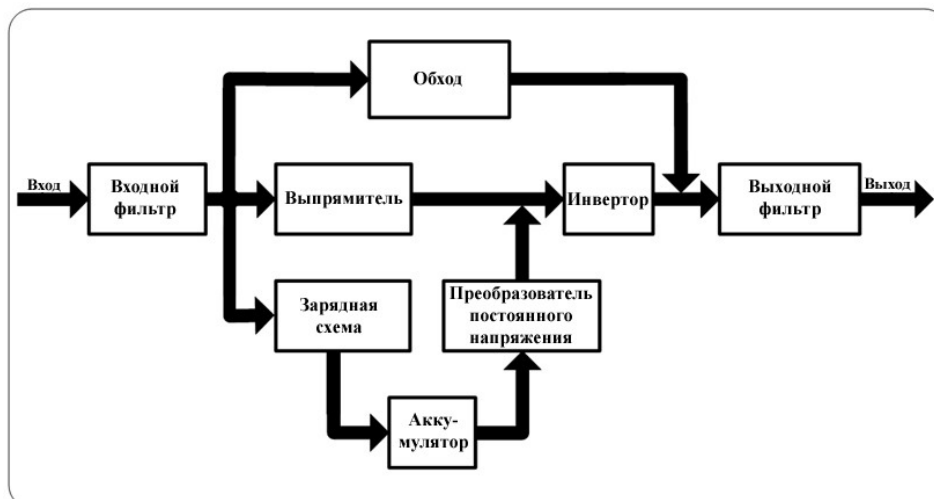 Обход
Вход
Входной
фильтр
Выпрямитель
Инвертор
Выходной
фильтр
Выход
Зарядная
схема
Преобразователь
постоянного
напряжения
Акку-
мулятор